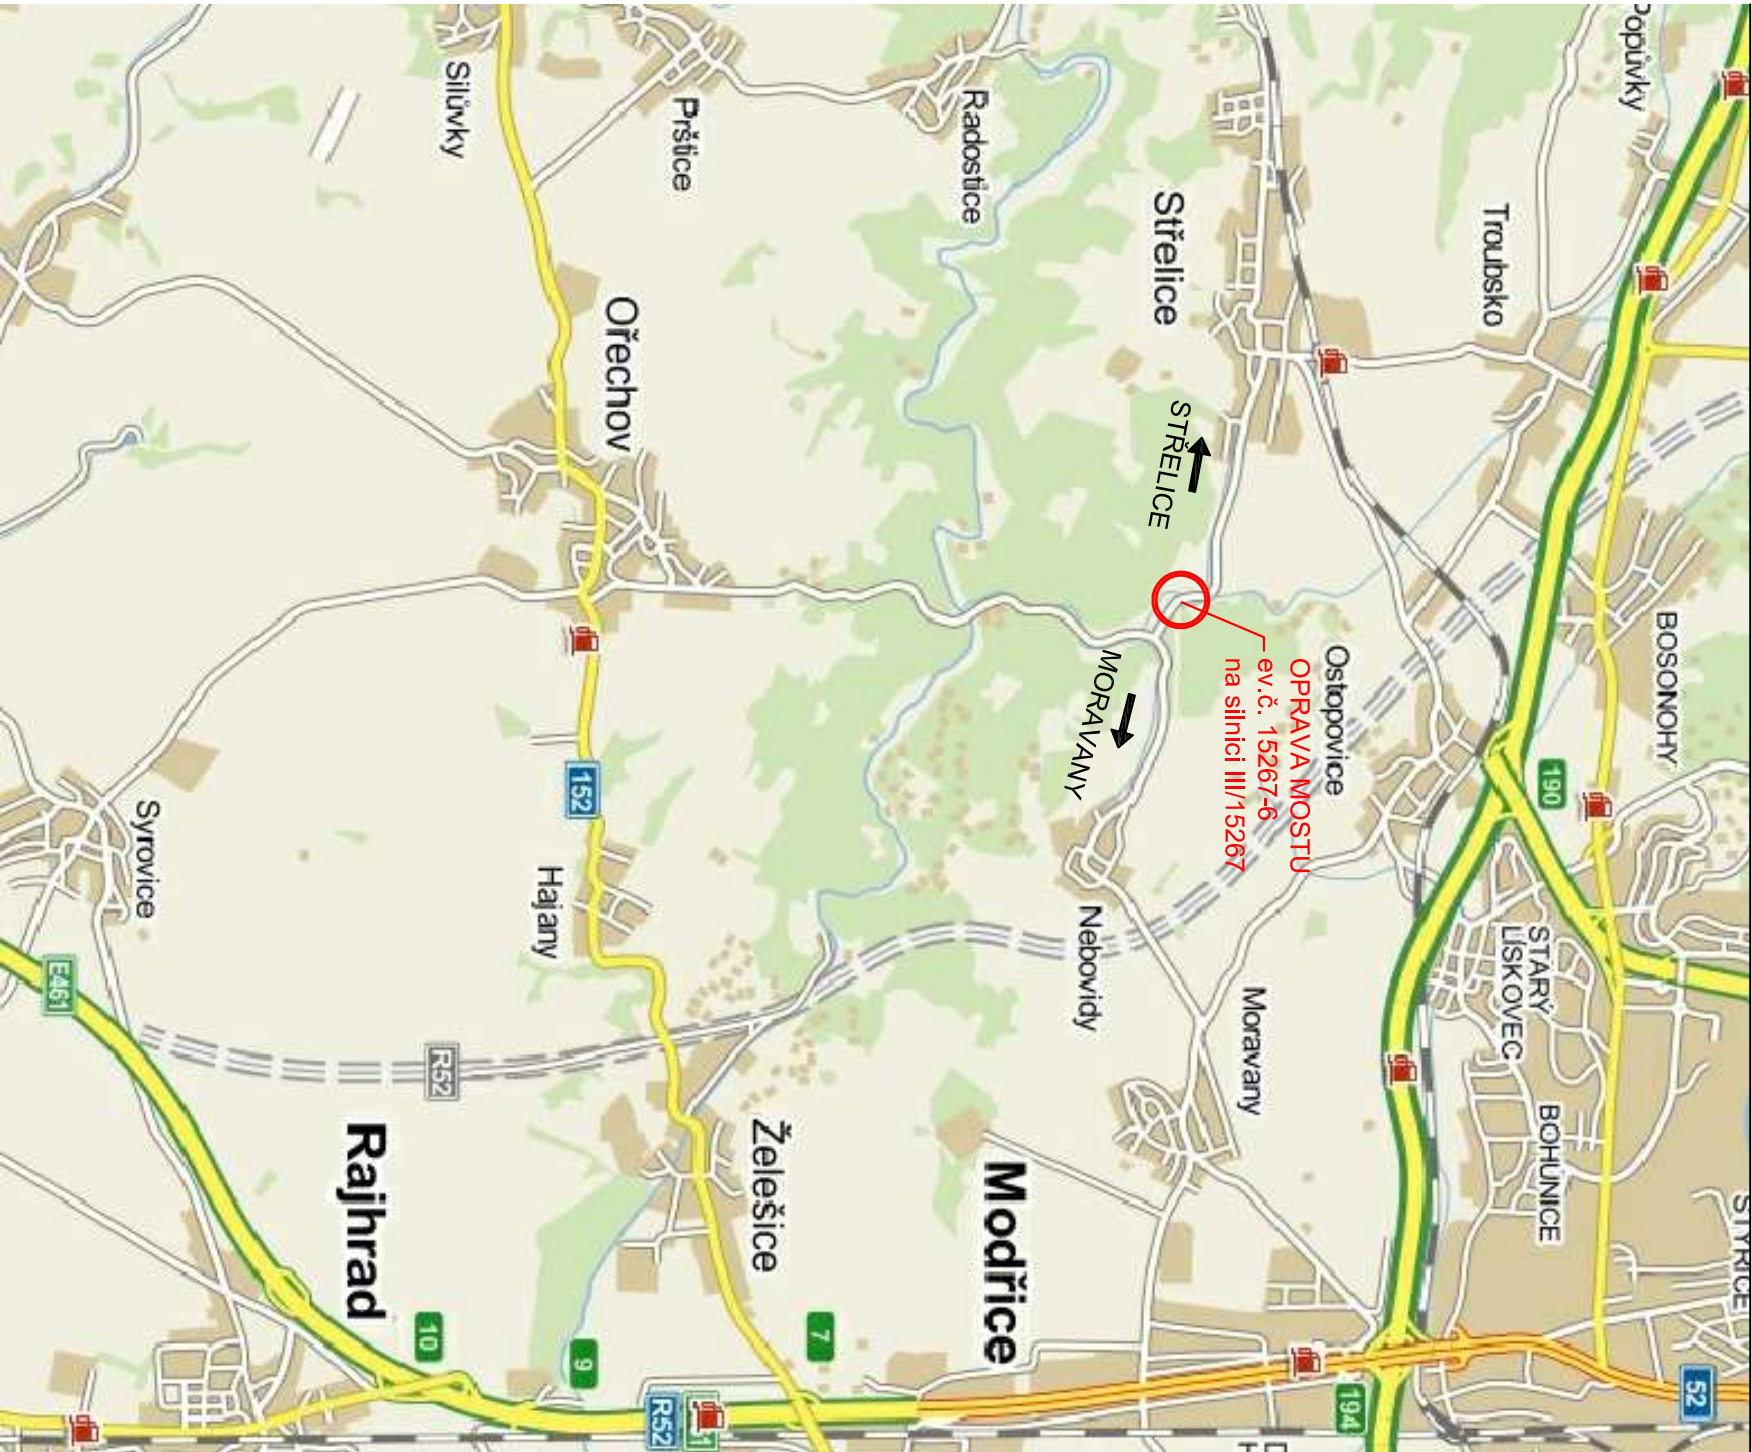 Popůvky
52
BOSONOHY
190
STARÝ
LÍSKOVEC
BOHUNICE
Troubsko
194
Ostopovice
OPRAVA MOSTU
ev.č. 15267-6
na silnici III/15267
Moravany
Střelice
STŘELICE
MORAVANY
Nebovidy
Modřice
Radostice
7
Želešice
Prštice
R52
Ořechov
9
152
Hajany
Silůvky
R52
10
Rajhrad
Syrovice
E461